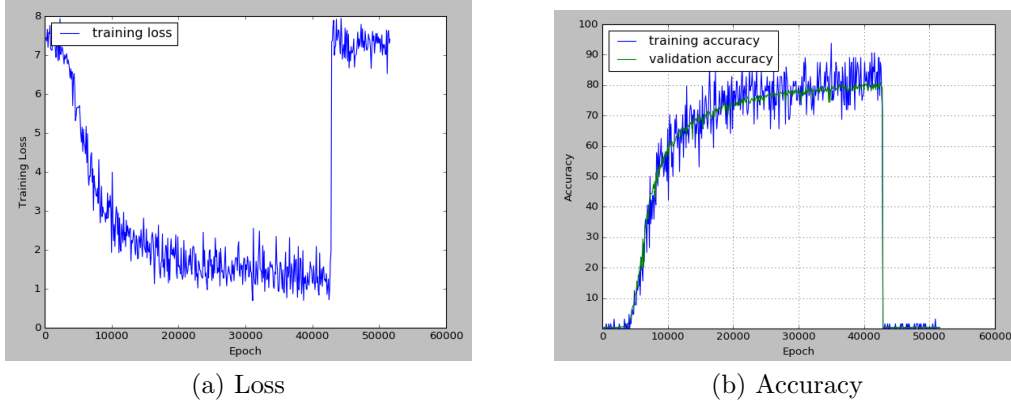 training loss
8
7
6
5
4
3
2
1
0
Training Loss
0 10000 20000 30000 40000 50000 60000
Epoch
(a) Loss
training accuracy
validation accuracy
100
90
80
70
60
50
40
30
20
10
Accuracy
0 10000 20000 30000 40000 50000 60000
Epoch
(b) Accuracy